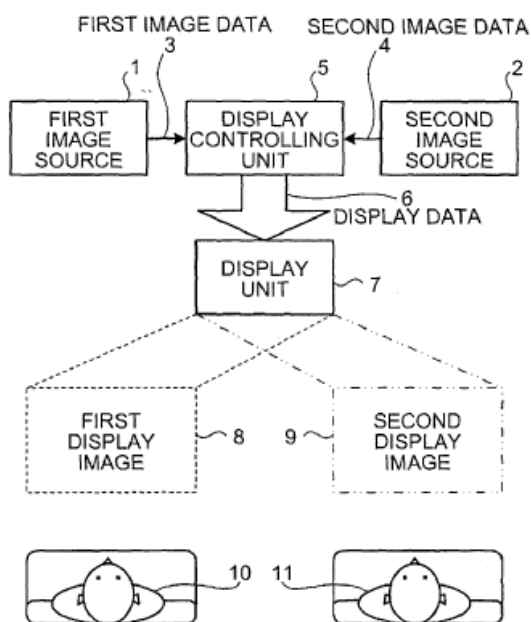 FIRST IMAGE DATA
SECOND IMAGE DATA
1
3
5
4
2
FIRST
IMAGE
SOURCE
DISPLAY
CONTROLLING
UNIT
SECOND
IMAGE
SOURCE
6
DISPLAY DATA
DISPLAY
UNIT
7
FIRST
DISPLAY
IMAGE
8
9
SECOND
DISPLAY
IMAGE
10
11